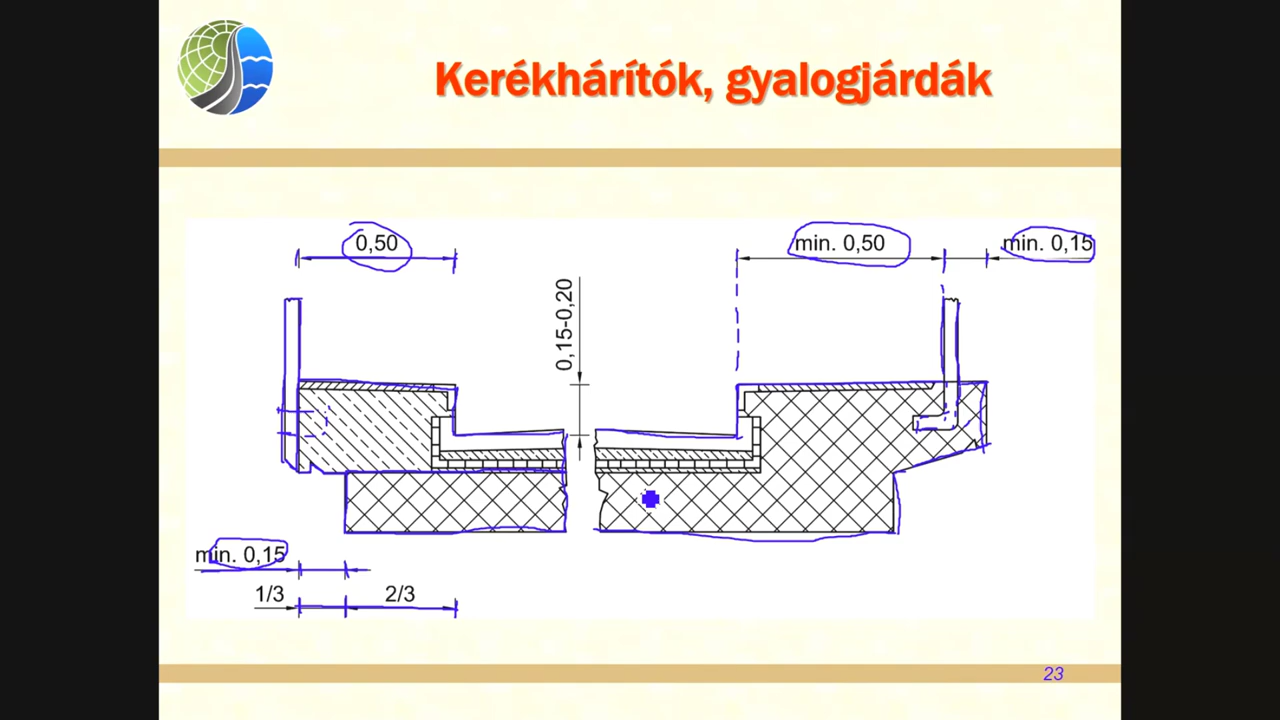 Kerékhárítók, gyalogjárdák
0,50
min. 0,50
min. 0,15
0,15-0,20
min. 0,15
1/3
2/3
23